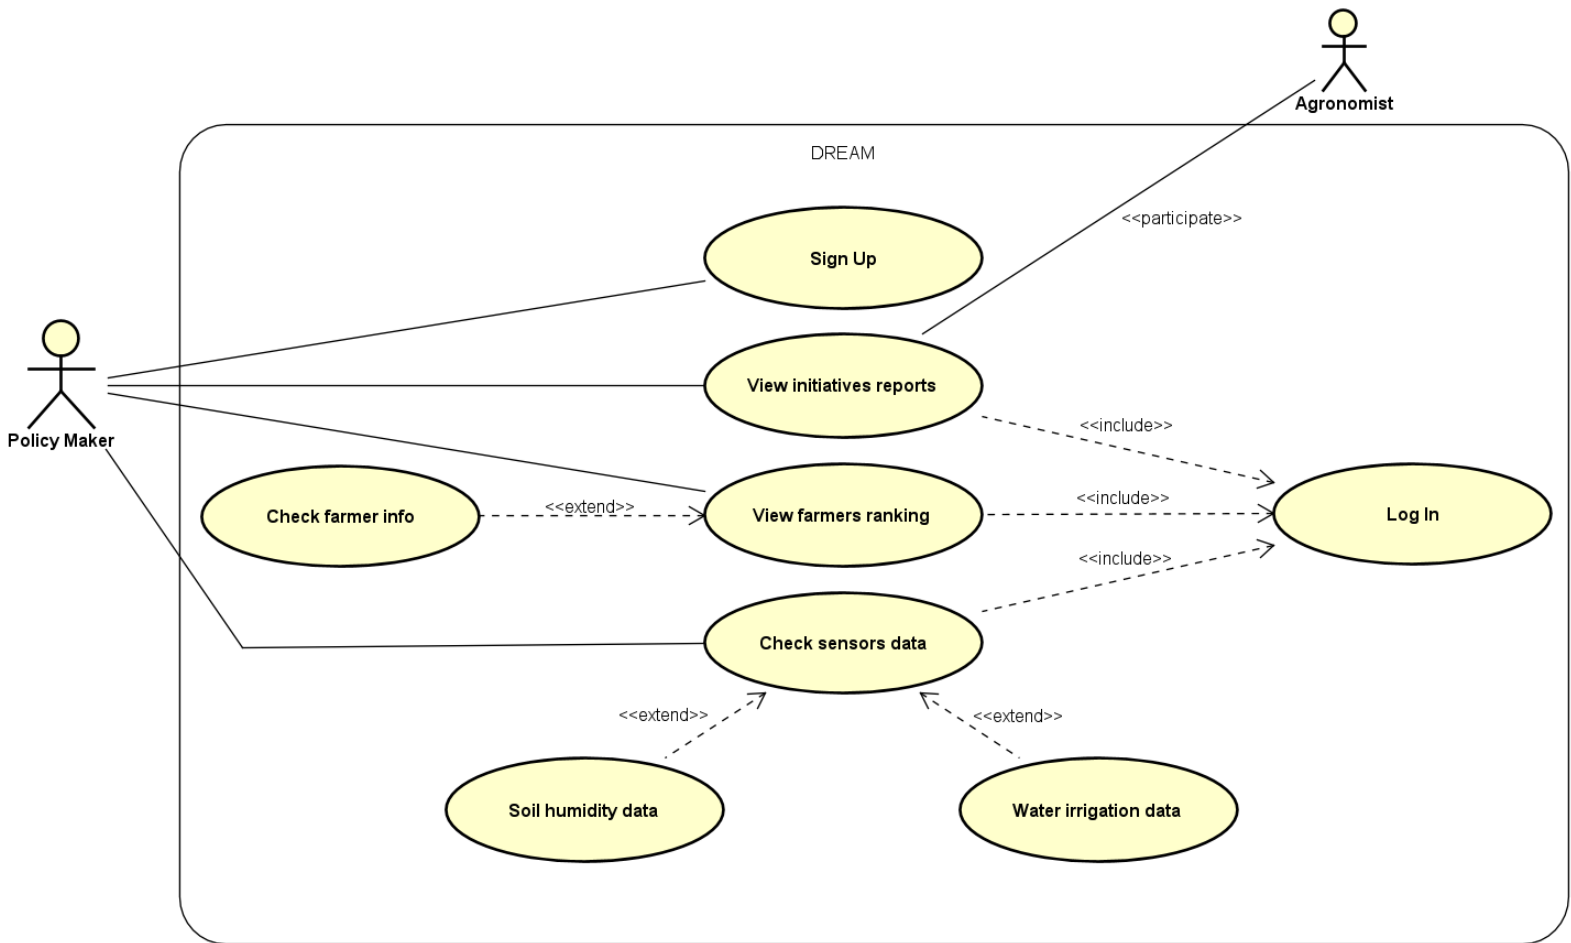 Agronomist
DREAM
<<participate>>
Sign Up
View initiatives reports
Policy Maker
<<include>>
Check farmer info
<<extend>>
View farmers ranking
<<include>>
Log In
<<include>>
Check sensors data
<<extend>>
<<extend>>
Soil humidity data
Water irrigation data